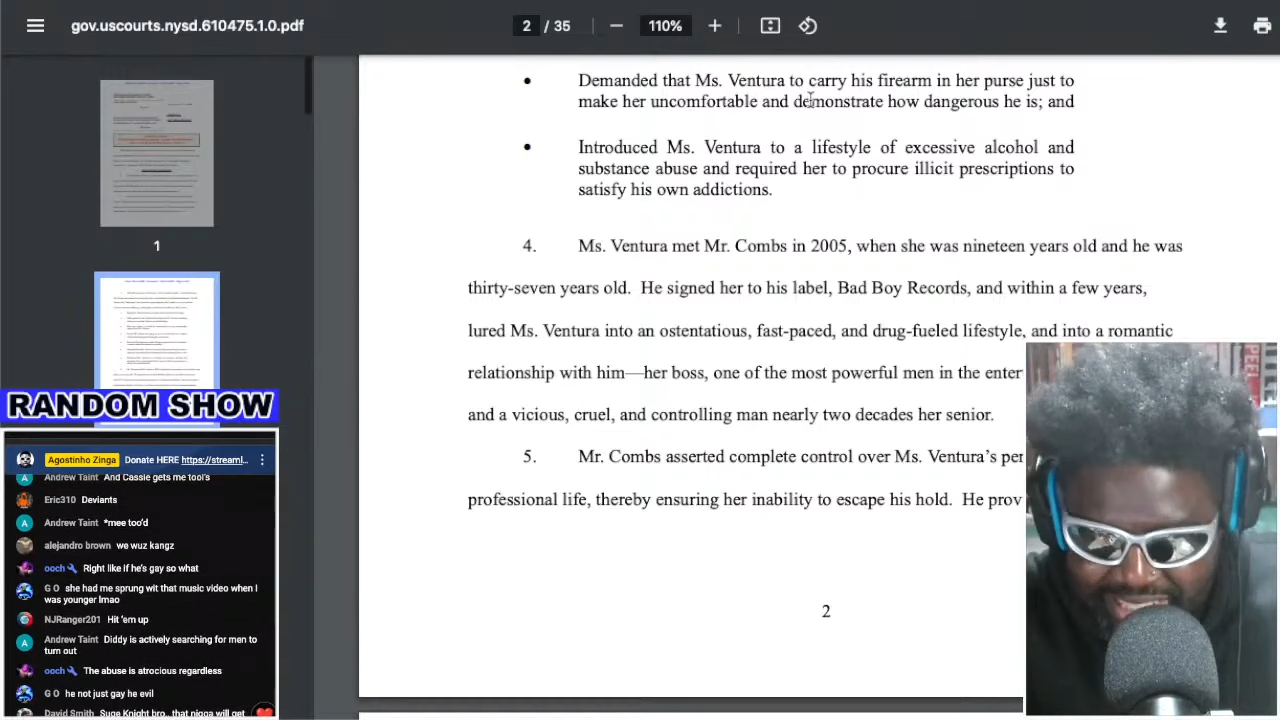 gov.uscourts.nysd.610475.1.0.pdf
2 / 35
110%
1
Demanded that Ms. Ventura to carry his firearm in her purse just to
make her uncomfortable and demonstrate how dangerous he is; and
Introduced Ms. Ventura to a lifestyle of excessive alcohol and
substance abuse and required her to procure illicit prescriptions to
satisfy his own addictions.
4. Ms. Ventura met Mr. Combs in 2005, when she was nineteen years old and he was
thirty-seven years old. He signed her to his label, Bad Boy Records, and within a few years,
lured Ms. Ventura into an ostentatious, fast-paced, and drug-fueled lifestyle, and into a romantic
relationship with him—her boss, one of the most powerful men in the enter
and a vicious, cruel, and controlling man nearly two decades her senior.
5. Mr. Combs asserted complete control over Ms. Ventura's per
professional life, thereby ensuring her inability to escape his hold. He prov
2
RANDOM SHOW
Agostinho Zinga Donate HERE https://streaml...
Andrew Taint And Cassie gets me tool's
Eric310 Deviants
Andrew Taint *mee too'd
alejandro brown we wuz kangz
ooch Right like if he's gay so what
G O she had me sprung wit that music video when I
was younger lmao
NJRanger201 Hit 'em up
Andrew Taint Diddy is actively searching for men to
turn out
ooch The abuse is atrocious regardless
G O he not just gay he evil
David Smith Suge Knight bro.. that nigga will get